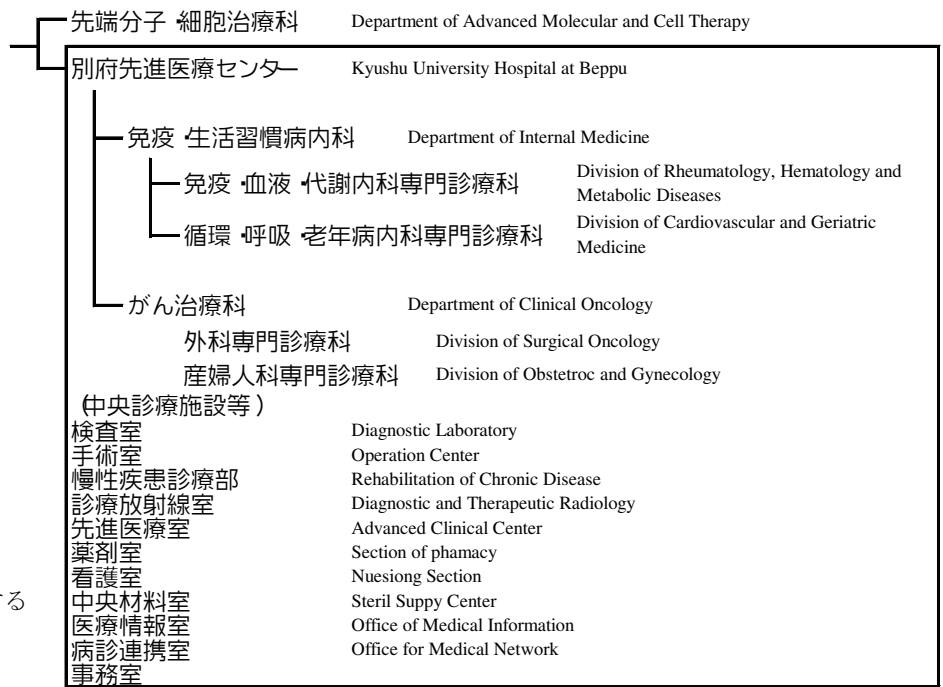 先端分子・細胞治療科 Department of Advanced Molecular and Cell Therapy
別府先進医療センター Kyushu University Hospital at Beppu
免疫・生活習慣病内科 Department of Internal Medicine
免疫・血液・代謝内科専門診療科 Division of Rheumatology, Hematology and
Metabolic Diseases
循環・呼吸・老年病内科専門診療科 Division of Cardiovascular and Geriatric
Medicine
がん治療科 Department of Clinical Oncology
外科専門診療科 Division of Surgical Oncology
産婦人科専門診療科 Division of Obstetroc and Gynecology
(中央診療施設等)
検査室 Diagnostic Laboratory
手術室 Operation Center
慢性疾患診療部 Rehabilitation of Chronic Disease
診療放射線室 Diagnostic and Therapeutic Radiology
先進医療室 Advanced Clinical Center
薬剤室 Section of phamacy
看護室 Nuesiong Section
する 中央材料室 Steril Suppy Center
医療情報室 Office of Medical Information
病診連携室 Office for Medical Network
事務室